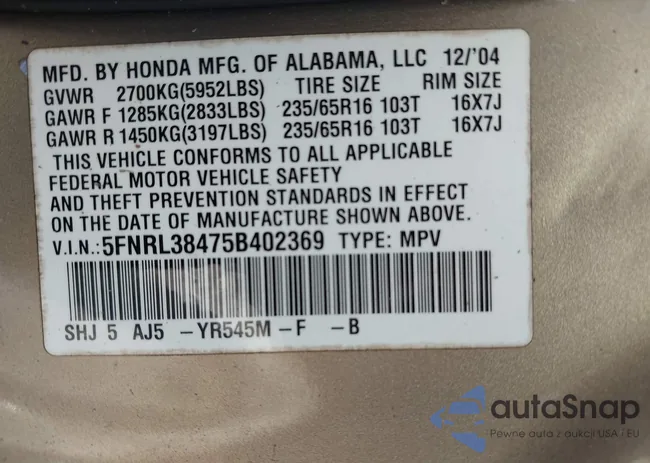 MFD. BY HONDA MFG. OF ALABAMA, LLC 12/'04
GVWR 2700KG(5952LBS) TIRE SIZE RIM SIZE
GAWR F 1285KG(2833LBS) 235/65R16 103T 16X7J
GAWR R 1450KG(3197LBS) 235/65R16 103T 16X7J
THIS VEHICLE CONFORMS TO ALL APPLICABLE
FEDERAL MOTOR VEHICLE SAFETY
AND THEFT PREVENTION STANDARDS IN EFFECT
ON THE DATE OF MANUFACTURE SHOWN ABOVE.
V.I.N.: 5FNRL38475B402369 TYPE: MPV
SHJ 5 AJ5 -YR545M -F -B
autaSnap
Pewne auta z aukcji USA i EU